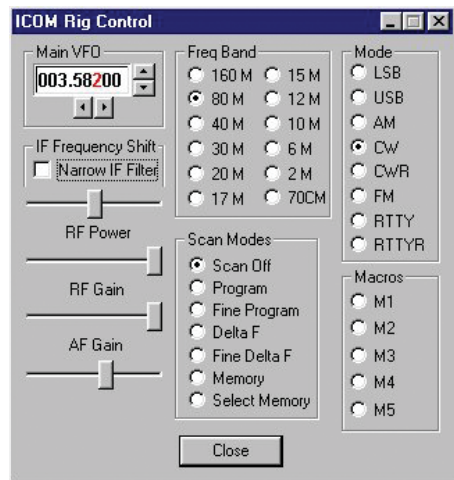 ICOM Rig Control
Main VFO
003.58200
IF Frequency Shift
Narrow IF Filter
RF Power
RF Gain
AF Gain
Freq Band
160 M
80 M
40 M
30 M
20 M
17 M
15 M
12 M
10 M
6 M
2 M
70CM
Scan Modes
Scan Off
Program
Fine Program
Delta F
Fine Delta F
Memory
Select Memory
Mode
LSB
USB
AM
CW
CWR
FM
RTTY
RTTYR
Macros
M1
M2
M3
M4
M5
Close